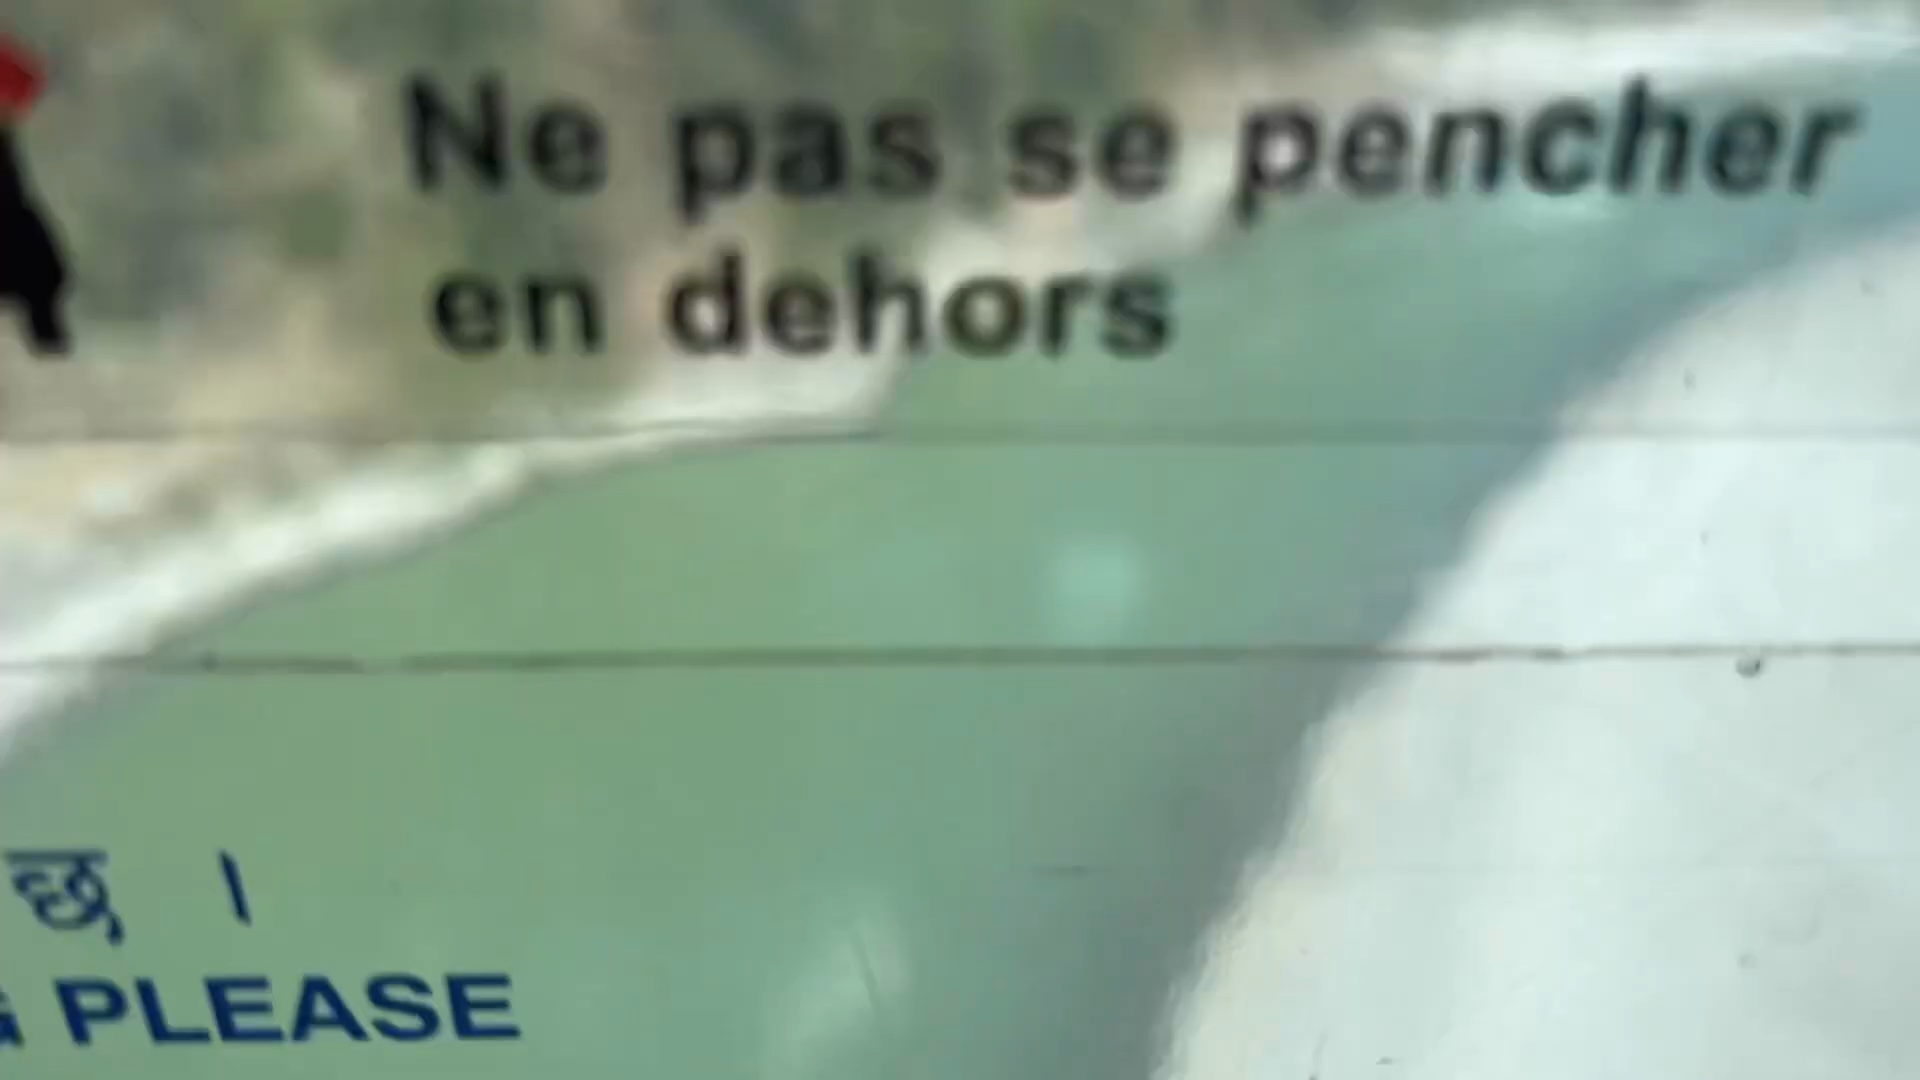 Ne pas se pencher
en dehors
छ ।
PLEASE